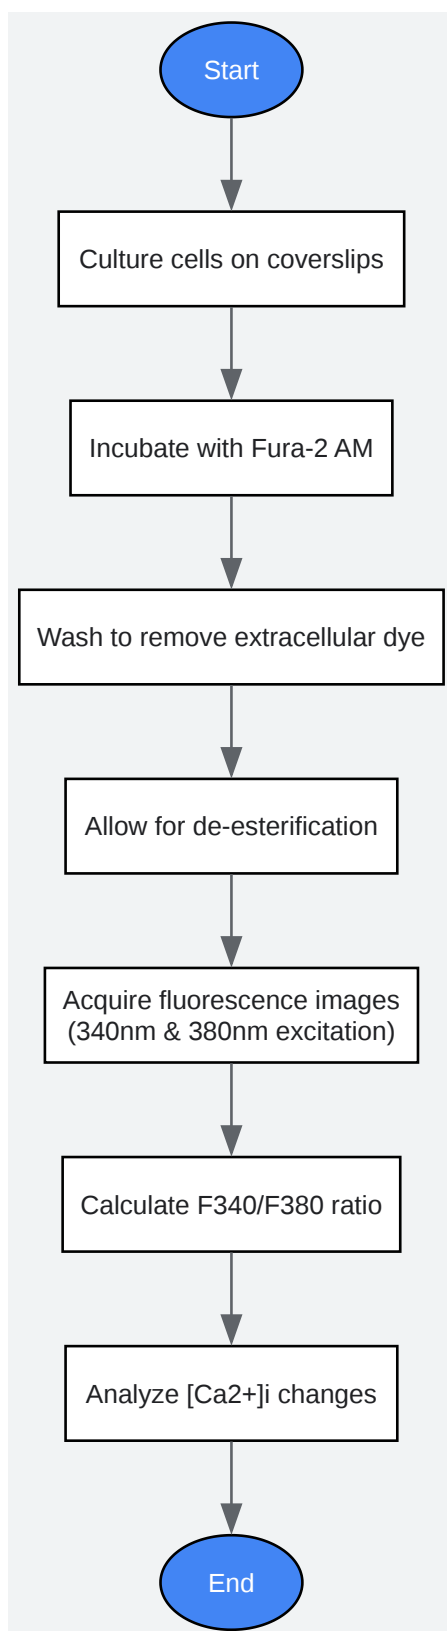 Start
Culture cells on coverslips
Incubate with Fura-2 AM
Wash to remove extracellular dye
Allow for de-esterification
Acquire fluorescence images
(340nm & 380nm excitation)
Calculate F340/F380 ratio
Analyze [Ca2+]i changes
End